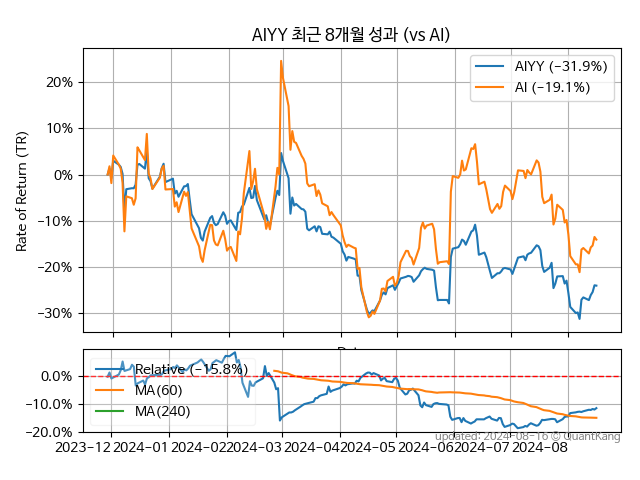 AIYY 최근 8개월 성과 (vs AI)
Rate of Return (TR)
20%
10%
0%
−10%
−20%
−30%
AIYY (−31.9%)
AI (−19.1%)
0.0%
−10.0%
−20.0%
Relative (−15.8%)
MA(60)
MA(240)
2023−12
2024−01
2024−02
2024−03
2024−04
2024−05
2024−06
2024−07
2024−08
updated: 2024−08−16 © QuantKang